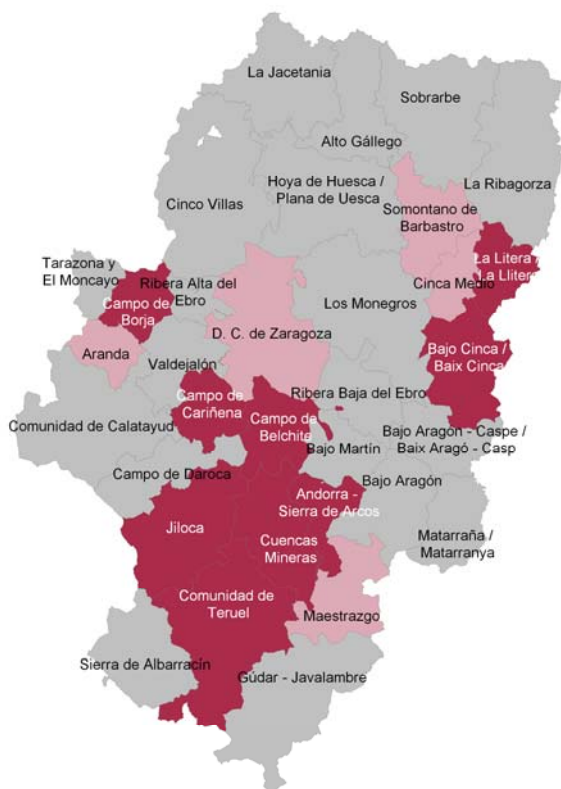 La Jacetania
Sobrarbe
Alto Gállego
Hoya de Huesca /
Plana de Uesca
La Ribagorza
Cinco Villas
Somontano de
Barbastro
Tarazona y
El Moncayo
Ribera Alta del
Ebro
La Litera /
La Llitera
Cinca Medio
Campo de
Borja
Los Monegros
D. C. de Zaragoza
Aranda
Bajo Cinca /
Baix Cinca
Valdejalón
Campo de
Cariñena
Ribera Baja del Ebro
Comunidad de Calatayud
Campo de
Belchite
Bajo Aragón - Caspe /
Baix Aragó - Casp
Bajo Martín
Campo de Daroca
Bajo Aragón
Andorra -
Sierra de Arcos
Jiloca
Cuencas
Mineras
Matarraña /
Matarranya
Comunidad de
Teruel
Maestrazgo
Sierra de Albarracín
Gúdar - Javalambre